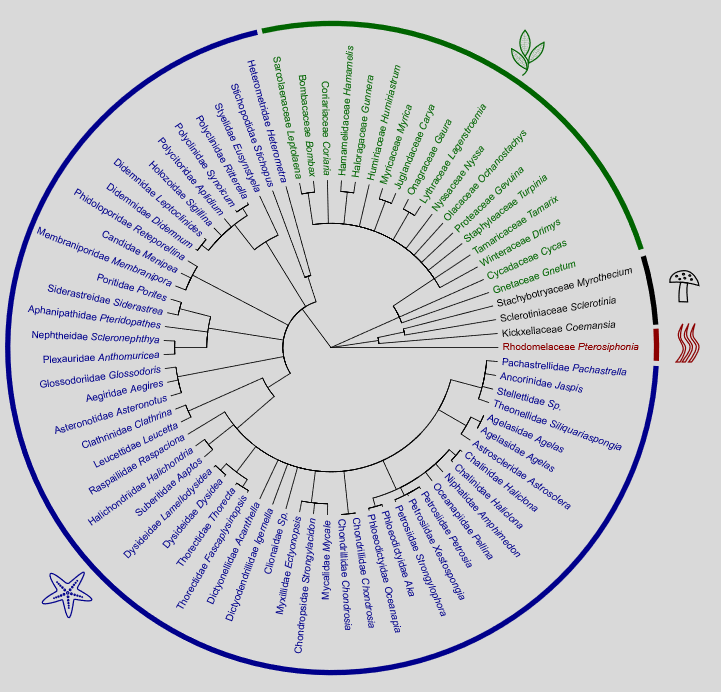 Heterometridae Heterometra
Sarcolaenaceae Leptolaena
Bombacaceae Bombax
Coriariaceae Coriaria
Hamamelidaceae Hamamelis
Haloragaceae Gunnera
Humiriaceae Humiriastrum
Myricaceae Myrica
Juglandaceae Carya
Onagraceae Gaura
Lythraceae Lagerstroemia
Nyssaceae Nyssa
Olacaceae Ochanostachys
Proteaceae Gevuina
Staphyleaceae Turpinia
Tamaricaceae Tamarix
Winteraceae Drimys
Cycadaceae Cycas
Gnetaceae Gnetum
Stachybotryaceae Myrothecium
Sclerotiniaceae Sclerotinia
Kickxellaceae Coemansia
Rhodomelaceae Pterosiphonia
Pachastrellidae Pachastrella
Ancorinidae Jaspis
Stellettidae Sp.
Theonellidae Siliquariaspongia
Agelasidae Agelas
Agelasidae Agelas
Astroscleridae Astrosclera
Chalinidae Haliclona
Chalinidae Haliclona
Niphatidae Amphimedon
Oceanapiidae Pellina
Petrosiidae Petrosia
Petrosiidae Xestospongia
Petrosiidae Strongylophora
Phloeodictyidae Aka
Phloeodictyidae Oceanapia
Chondrillidae Chondrosia
Chondrillidae Chondrosia
Mycalidae Mycale
Chondropsidae Strongylacidon
Myxillidae Ectyonopsis
Clionaidae Sp.
Dictyodendrillidae Igernella
Dictyonellidae Acanthella
Thorectidae Fascaplysinopsis
Thorectidae Thorecta
Dysideidae Dysidea
Dysideidae Lamellodysidea
Suberitidae Aaptos
Halichondriidae Halichondria
Raspailiidae Raspaciona
Leucettidae Leucetta
Clathrinidae Clathrina
Asteronotidae Asteronotus
Aegiridae Aegires
Glossodoriidae Glossodoris
Plexauridae Anthomuricea
Nephtheidae Scleronephthya
Aphanipathidae Pteridopathes
Siderastreidae Siderastrea
Poritidae Porites
Membraniporidae Membranipora
Candidae Menipea
Phidoloporidae Reteporellina
Didemnidae Didemnum
Didemnidae Leptoclinides
Holozoidae Sigillina
Polycitoridae Aplidium
Polyclinidae Synoicum
Polyclinidae Ritterella
Styelidae Eusynstyela
Stichopodidae Stichopus